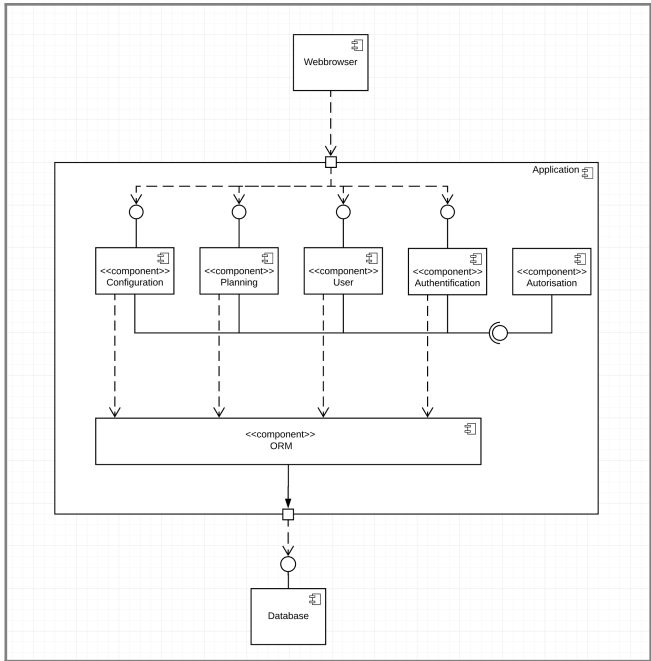 Webbrowser
Application
<<component>>
Configuration
<<component>>
Planning
<<component>>
User
<<component>>
Authentification
<<component>>
Autorisation
<<component>>
ORM
Database